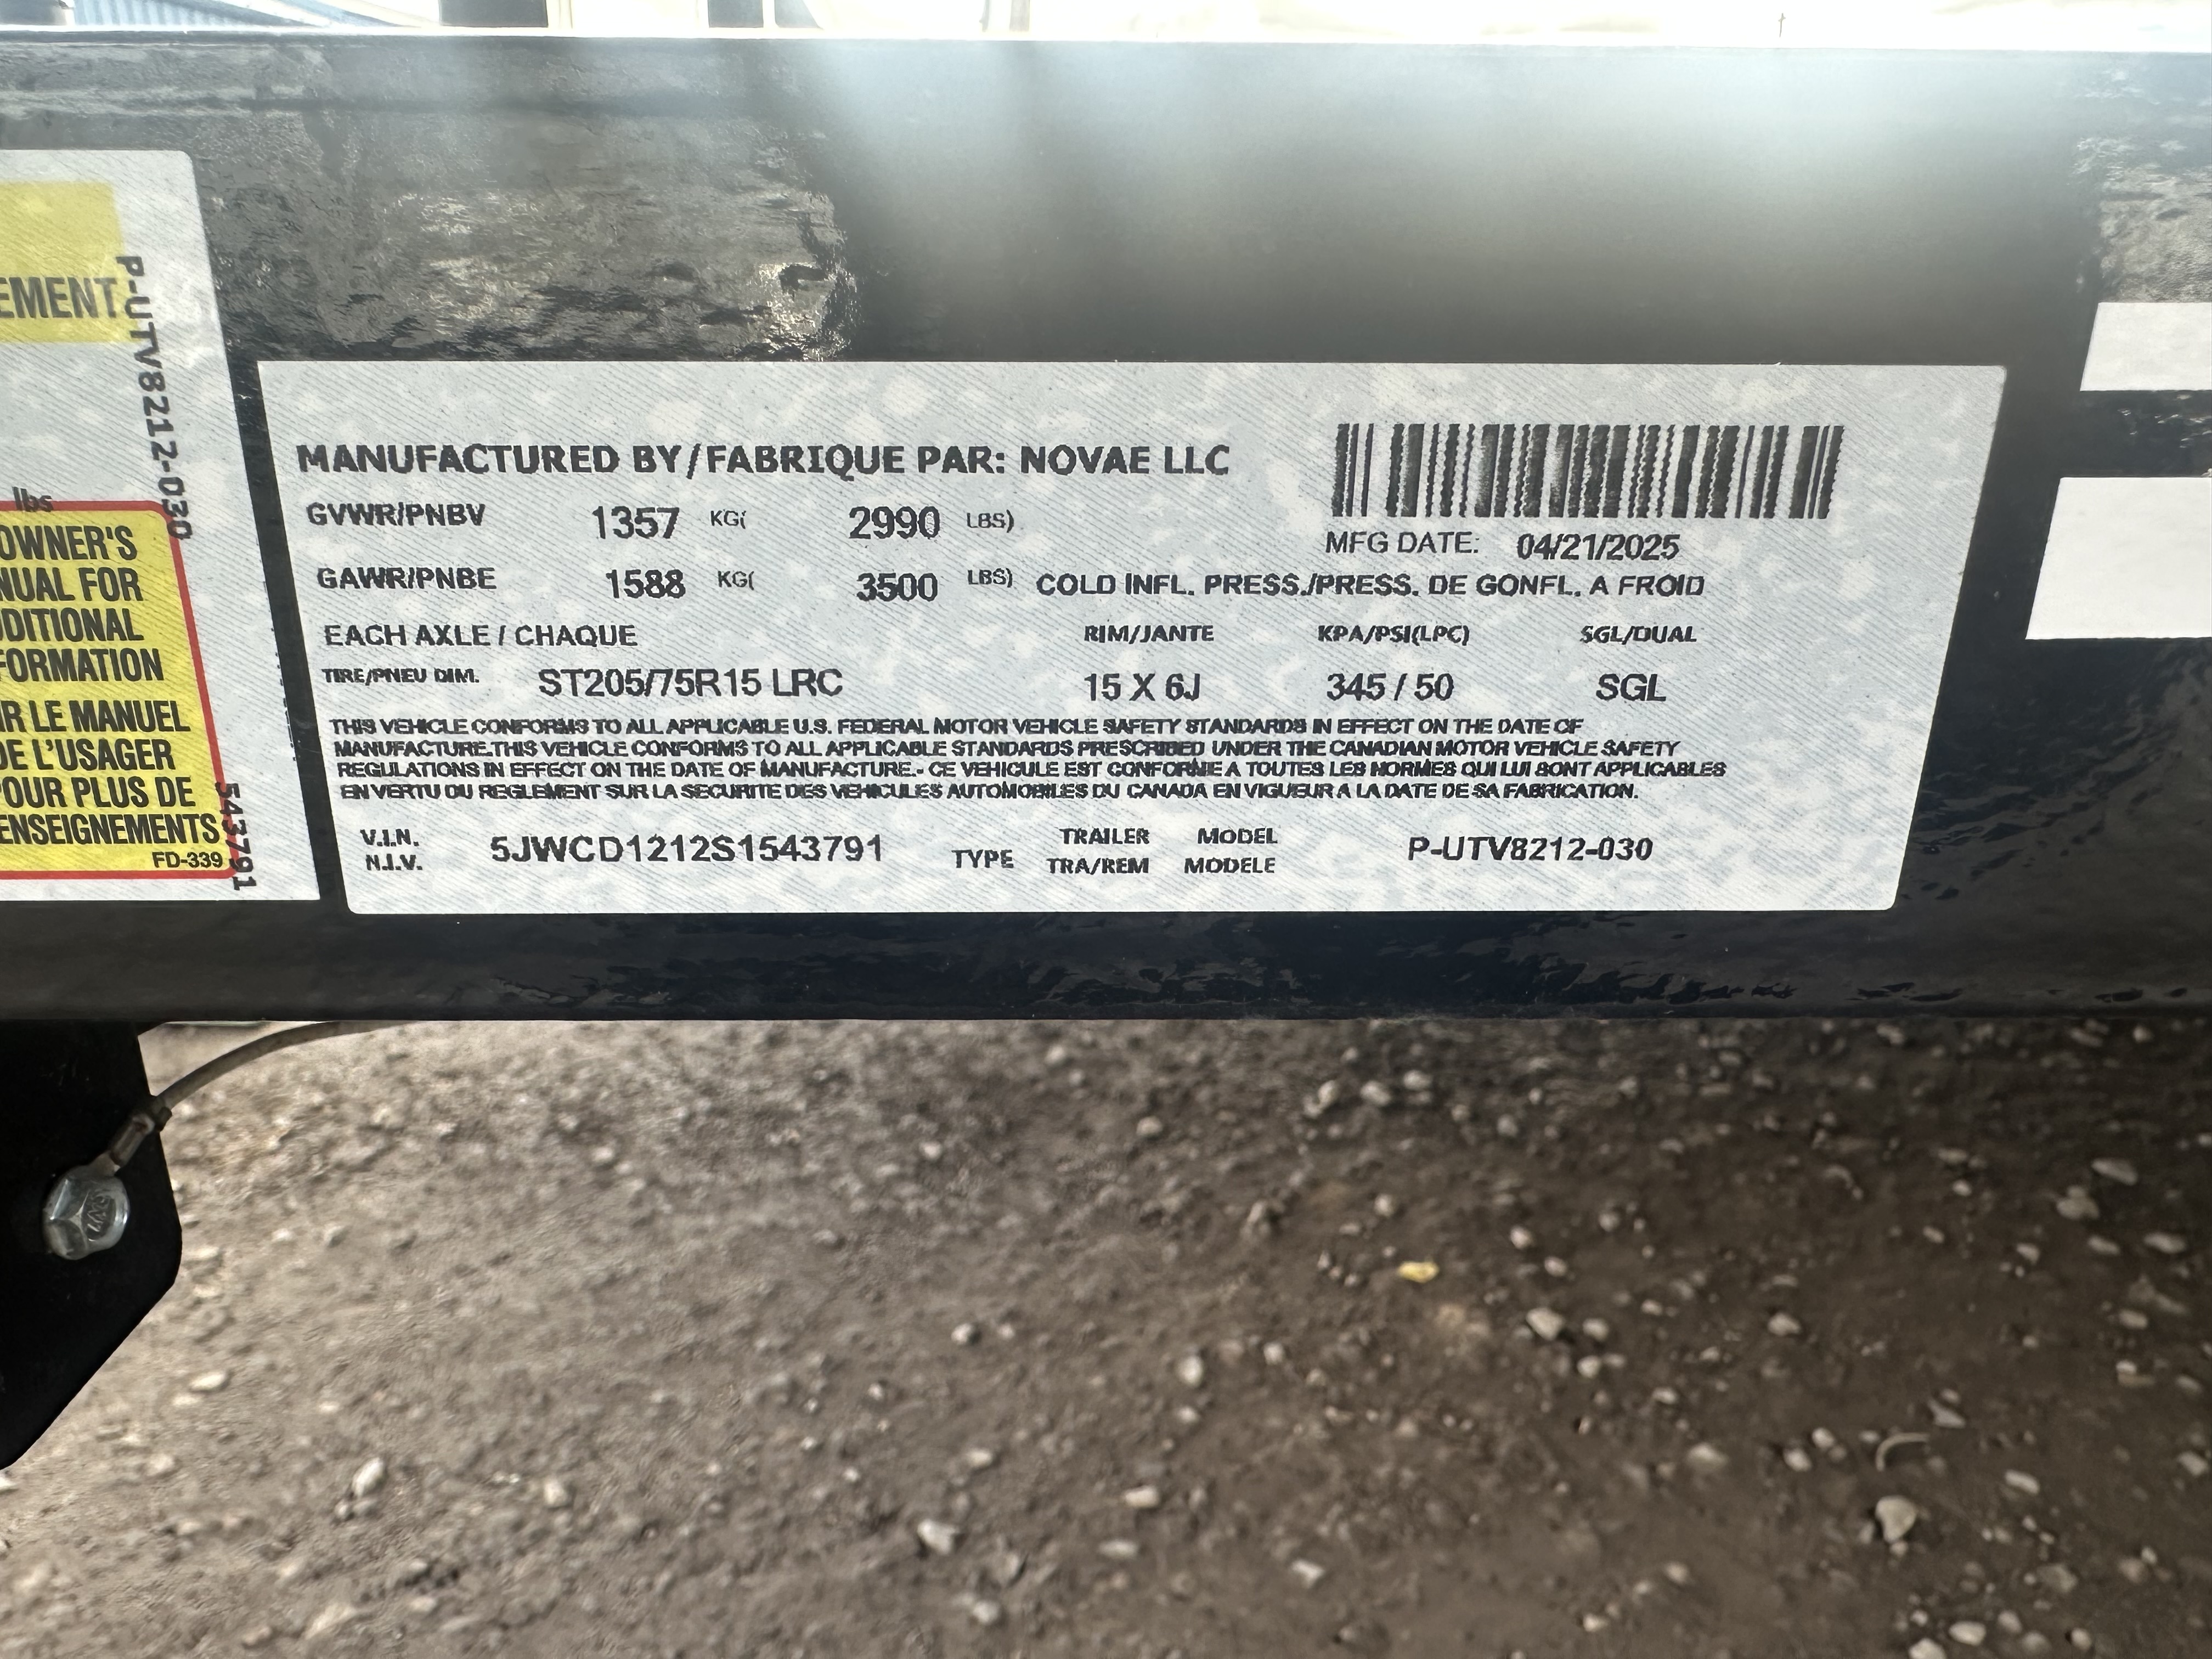 EMENT
P-UTV8212-030
lbs
OWNER'S
NUAL FOR
DITIONAL
FORMATION
IR LE MANUEL
DE L'USAGER
POUR PLUS DE
ENSEIGNEMENTS
FD-339
543791
MANUFACTURED BY/FABRIQUE PAR: NOVAE LLC
GVWR/PNBV 1357 KG( 2990 LBS)
MFG DATE: 04/21/2025
GAWR/PNBE 1588 KG( 3500 LBS) COLD INFL. PRESS./PRESS. DE GONFL. A FROID
EACH AXLE / CHAQUE RIM/JANTE KPA/PSI(LPC) SGL/DUAL
TIRE/PNEU DIM. ST205/75R15 LRC 15 X 6J 345 / 50 SGL
THIS VEHICLE CONFORMS TO ALL APPLICABLE U.S. FEDERAL MOTOR VEHICLE SAFETY STANDARDS IN EFFECT ON THE DATE OF
MANUFACTURE.THIS VEHICLE CONFORMS TO ALL APPLICABLE STANDARDS PRESCRIBED UNDER THE CANADIAN MOTOR VEHICLE SAFETY
REGULATIONS IN EFFECT ON THE DATE OF MANUFACTURE.- CE VEHICULE EST CONFORME A TOUTES LES NORMES QUI LUI SONT APPLICABLES
EN VERTU DU REGLEMENT SUR LA SECURITE DES VEHICULES AUTOMOBILES DU CANADA EN VIGUEUR A LA DATE DE SA FABRICATION.
V.I.N. 5JWCD1212S1543791 TYPE TRAILER MODEL P-UTV8212-030
N.I.V. TRA/REM MODELE